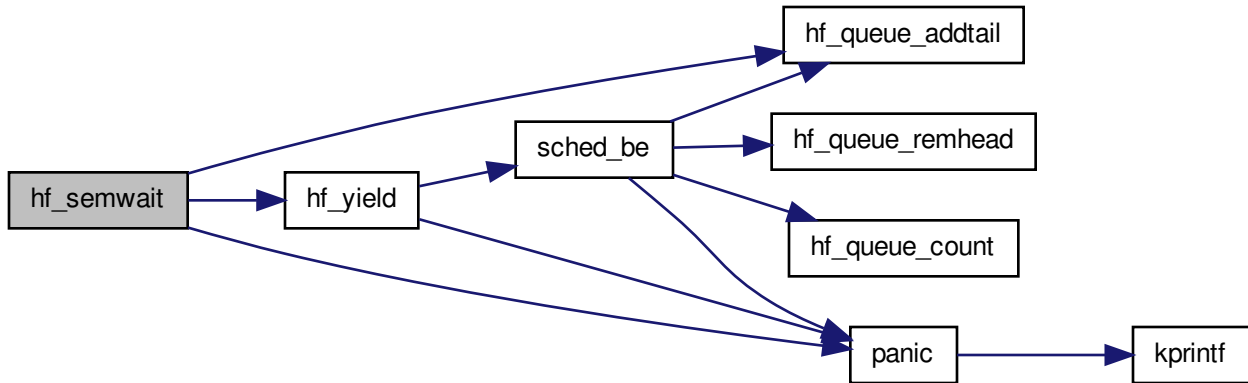 hf_semwait
hf_yield
sched_be
hf_queue_addtail
hf_queue_remhead
hf_queue_count
panic
kprintf